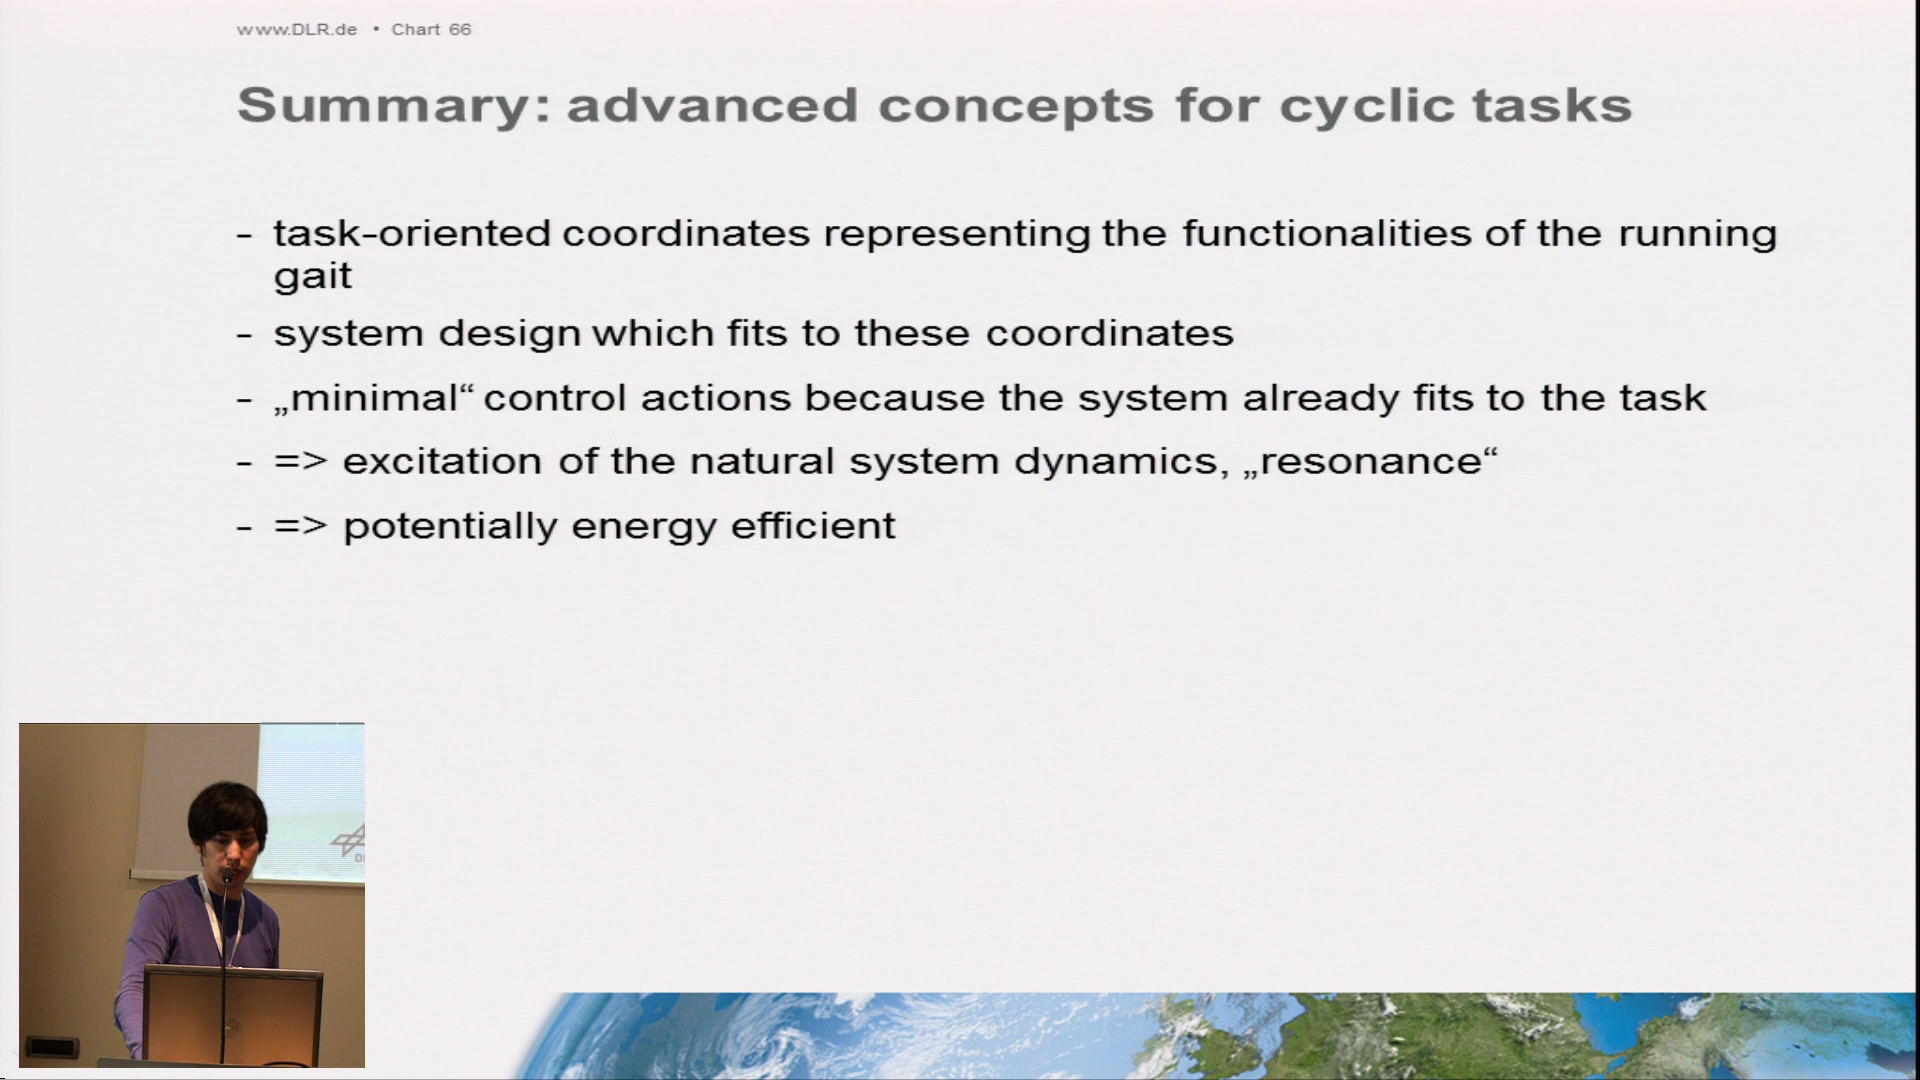 www.DLR.de • Chart 66
Summary: advanced concepts for cyclic tasks
- task-oriented coordinates representing the functionalities of the running
gait
- system design which fits to these coordinates
- „minimal“ control actions because the system already fits to the task
- => excitation of the natural system dynamics, „resonance“
- => potentially energy efficient